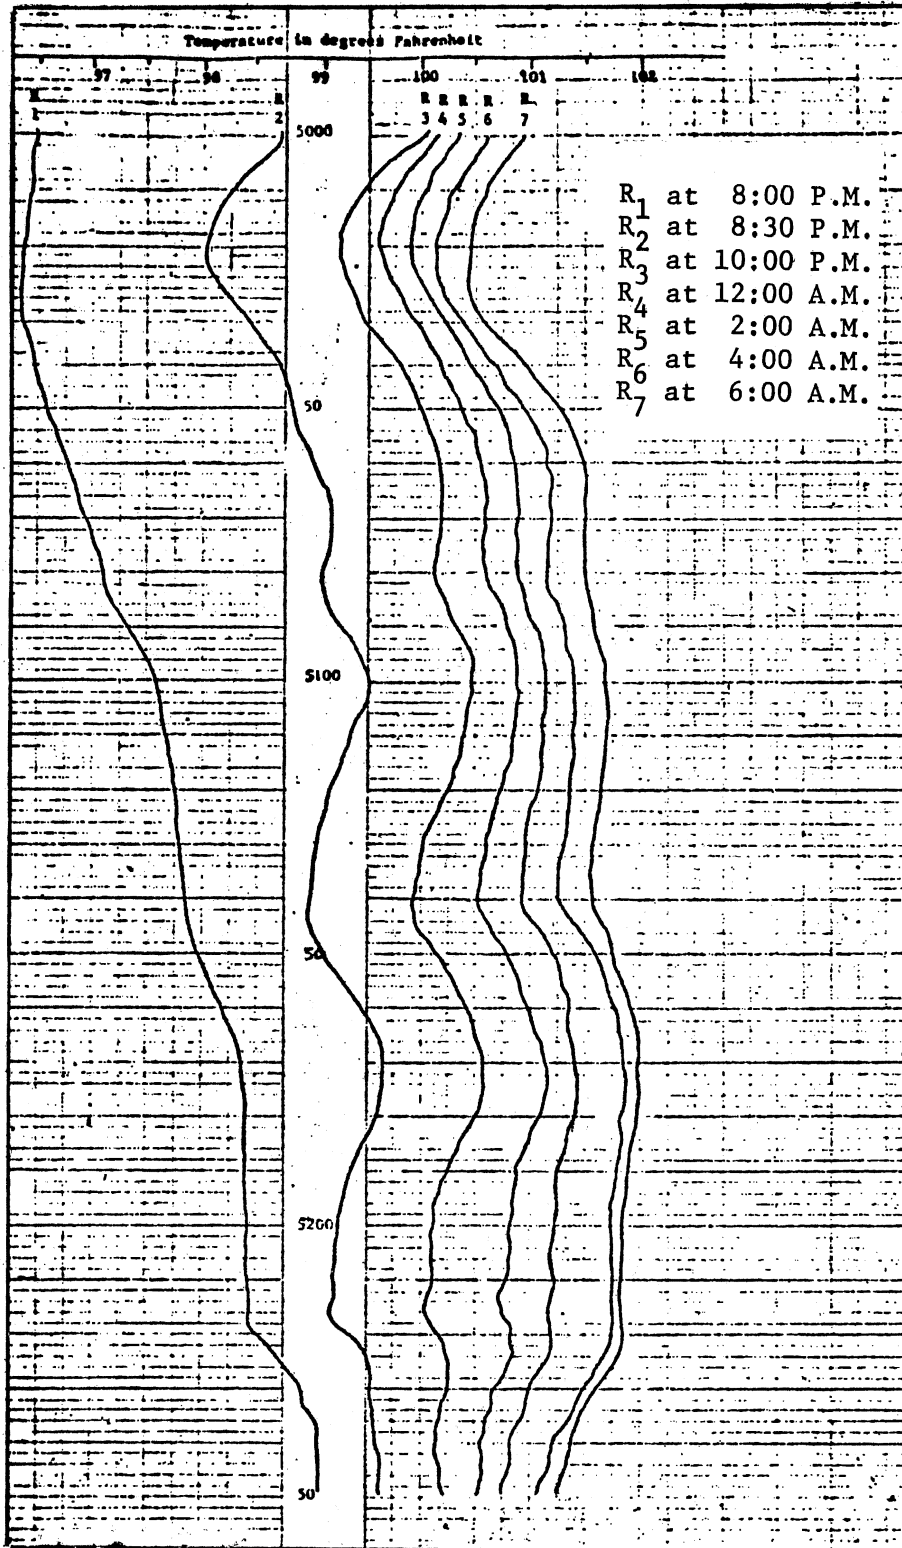 Temperature in degrees Fahrenheit
97 98 99 100 101 102
R R R R R R R
1 2 3 4 5 6 7
5000
50
5100
50
5200
50
R1 at 8:00 P.M.
R2 at 8:30 P.M.
R3 at 10:00 P.M.
R4 at 12:00 A.M.
R5 at 2:00 A.M.
R6 at 4:00 A.M.
R7 at 6:00 A.M.